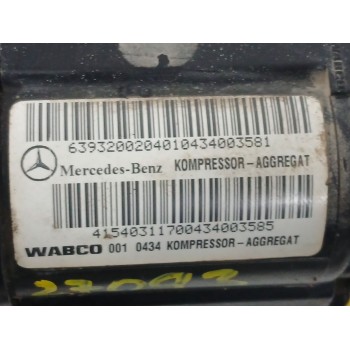 63932002040104340035​81
Mercedes-Benz KOMPRESSOR-AGGREGAT
41540311700434003585
WABCO 001 0434 KOMPRESSOR-AGGREGAT